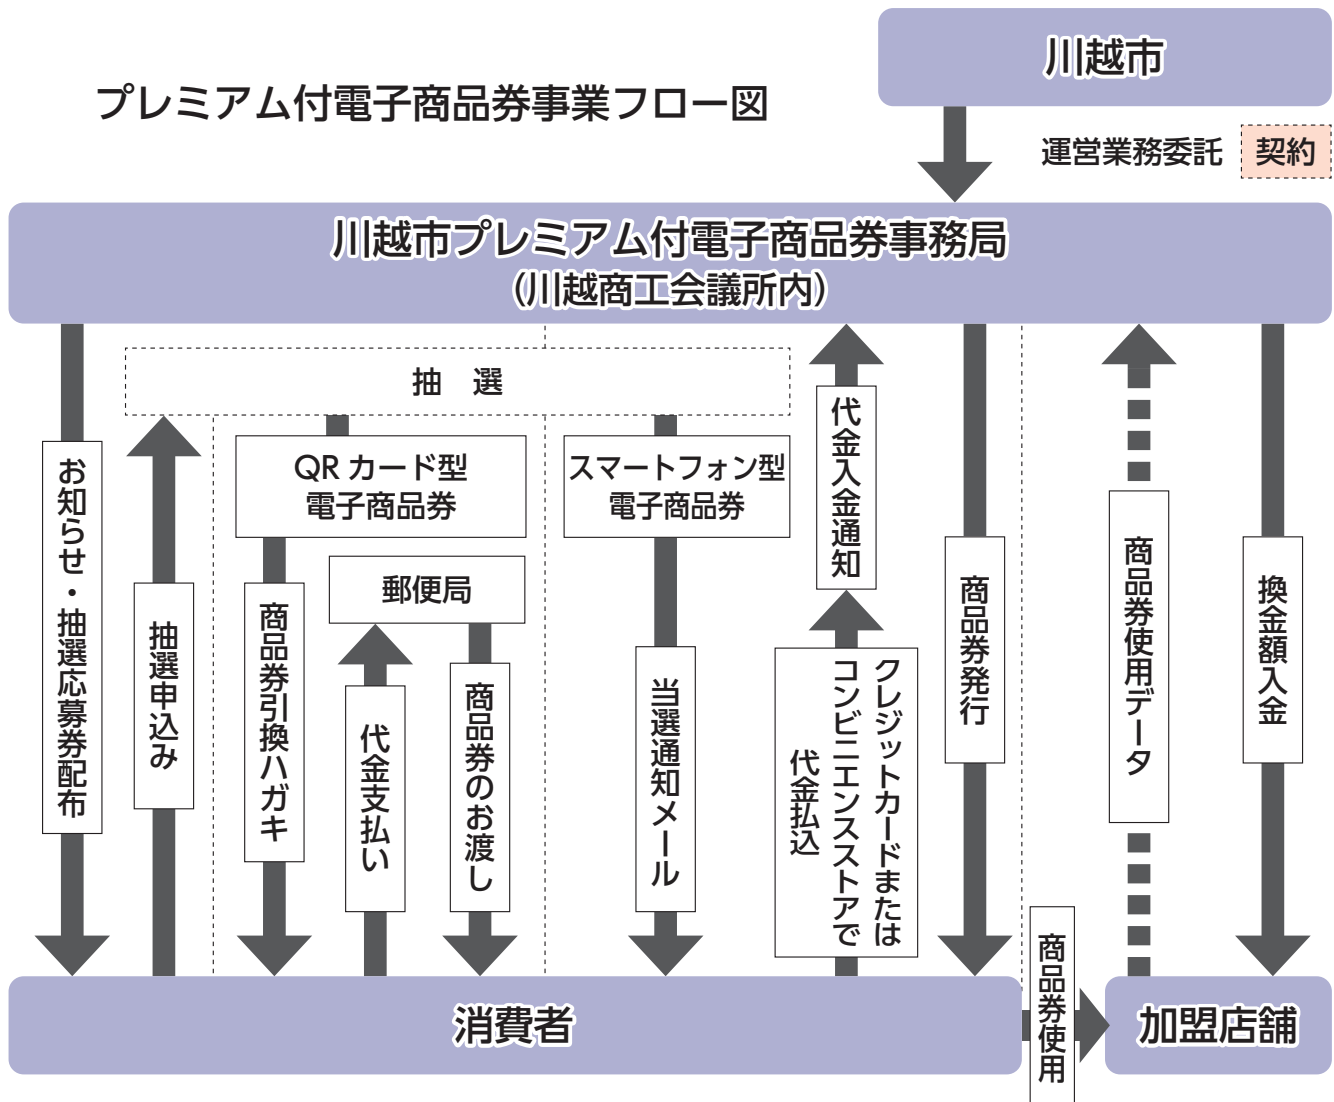 川越市
プレミアム付電子商品券事業フロー図
運営業務委託 契約
川越市プレミアム付電子商品券事務局
（川越商工会議所内）
抽 選
お知らせ・抽選応募券配布
抽選申込み
QR カード型
電子商品券
商品券引換ハガキ
郵便局
代金支払い
商品券のお渡し
スマートフォン型
電子商品券
当選通知メール
代金入金通知
クレジットカードまたは
コンビニエンスストアで
代金払込
商品券発行
商品券使用データ
換金額入金
消費者
商品券使用
加盟店舗